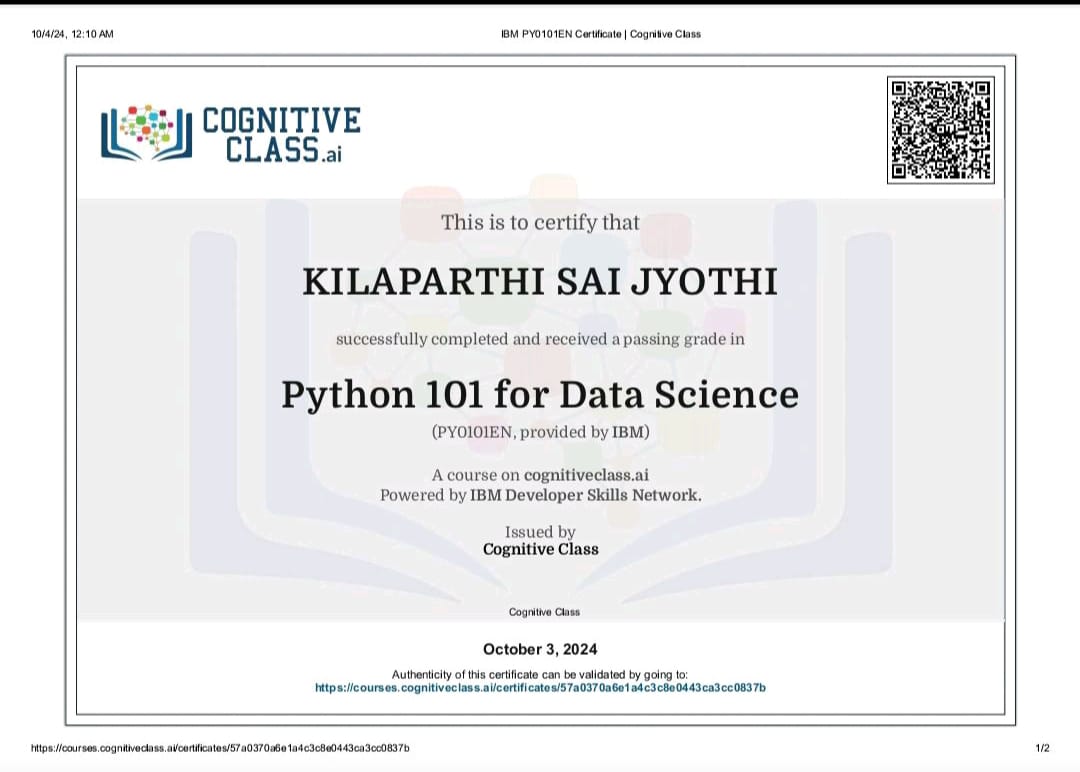 10/4/24, 12:10 AM
IBM PY0101EN Certificate | Cognitive Class
COGNITIVE
CLASS.ai
This is to certify that
KILAPARTHI SAI JYOTHI
successfully completed and received a passing grade in
Python 101 for Data Science
(PY0101EN, provided by IBM)
A course on cognitiveclass.ai
Powered by IBM Developer Skills Network.
Issued by
Cognitive Class
Cognitive Class
October 3, 2024
Authenticity of this certificate can be validated by going to:
https://courses.cognitiveclass.ai/certificates/57a0370a6e1a4c3c8e0443ca3cc0837b
https://courses.cognitiveclass.ai/certificates/57a0370a6e1a4c3c8e0443ca3cc0837b
1/2